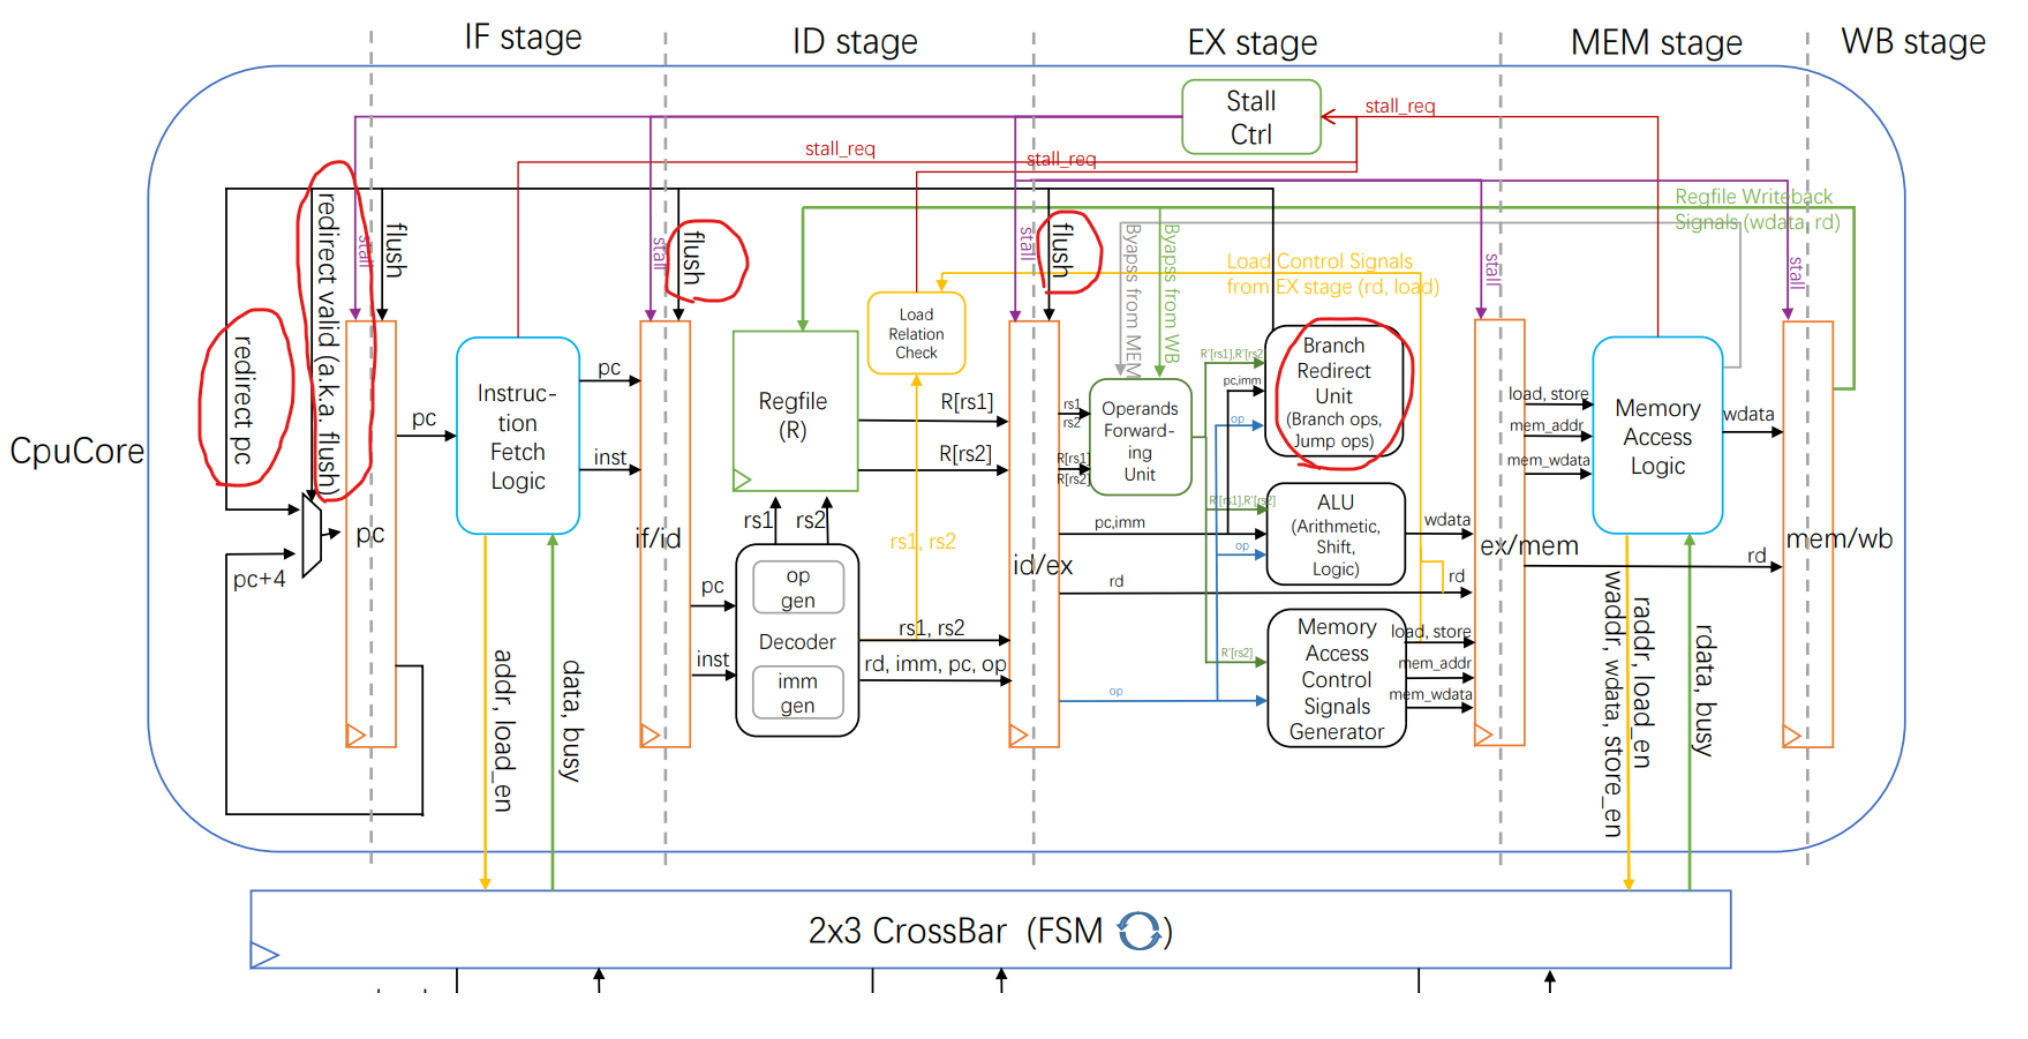 IF stage
ID stage
EX stage
MEM stage
WB stage
CpuCore
Stall
Ctrl
stall_req
stall_req
stall_req
redirect pc
redirect valid (a.k.a. flush)
stall
flush
stall
flush
stall
flush
stall
stall
Byapss from MEM
Byapss from WB
Regfile Writeback
Signals (wdata, rd)
Load Control Signals
from EX stage (rd, load)
pc+4
pc
pc
Instruc-
tion
Fetch
Logic
pc
inst
addr, load_en
data, busy
if/id
pc
inst
Regfile
(R)
rs1
rs2
op
gen
Decoder
imm
gen
Load
Relation
Check
R[rs1]
R[rs2]
rs1, rs2
rs1, rs2
rd, imm, pc, op
id/ex
rs1
rs2
R[rs1]
R[rs2]
Operands
Forward-
ing
Unit
pc,imm
rd
op
R'[rs1],R'[rs2
pc,imm
op
Branch
Redirect
Unit
(Branch ops,
Jump ops)
R'[rs1],R'[rs2]
op
ALU
(Arithmetic,
Shift,
Logic)
wdata
rd
R'[rs2]
Memory
Access
Control
Signals
Generator
load, store
mem_addr
mem_wdata
ex/mem
load, store
mem_addr
mem_wdata
Memory
Access
Logic
wdata
rd
mem/wb
waddr, wdata, store_en
raddr, load_en
rdata, busy
2x3 CrossBar (FSM )